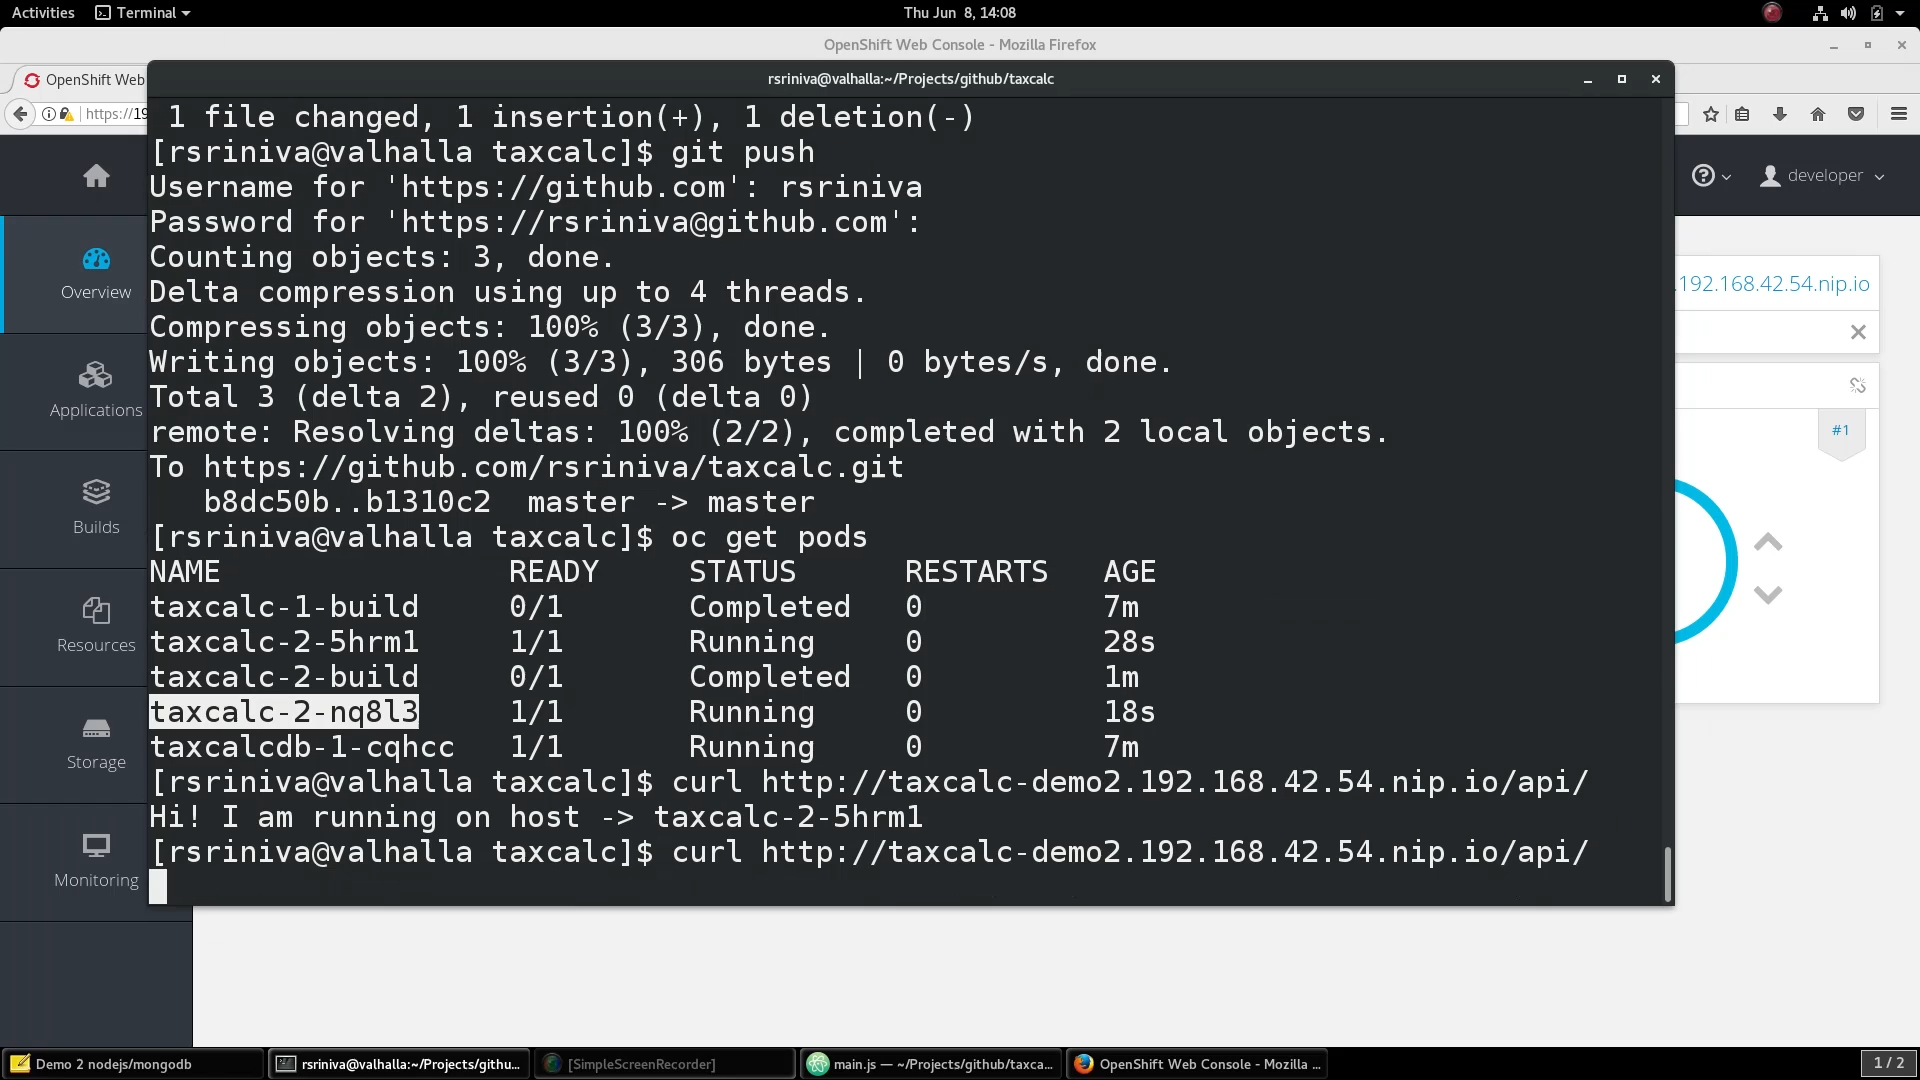 Activities Terminal Thu Jun 8, 14:08
OpenShift Web Console - Mozilla Firefox
OpenShift Web
rsriniva@valhalla:~/Projects/github/taxcalc
https://19
developer
Overview
Applications
Builds
Resources
Storage
Monitoring
1 file changed, 1 insertion(+), 1 deletion(-)
[rsriniva@valhalla taxcalc]$ git push
Username for 'https://github.com': rsriniva
Password for 'https://rsriniva@github.com':
Counting objects: 3, done.
Delta compression using up to 4 threads.
Compressing objects: 100% (3/3), done.
Writing objects: 100% (3/3), 306 bytes | 0 bytes/s, done.
Total 3 (delta 2), reused 0 (delta 0)
remote: Resolving deltas: 100% (2/2), completed with 2 local objects.
To https://github.com/rsriniva/taxcalc.git
b8dc50b..b1310c2 master -> master
[rsriniva@valhalla taxcalc]$ oc get pods
NAME READY STATUS RESTARTS AGE
taxcalc-1-build 0/1 Completed 0 7m
taxcalc-2-5hrm1 1/1 Running 0 28s
taxcalc-2-build 0/1 Completed 0 1m
taxcalc-2-nq8l3 1/1 Running 0 18s
taxcalcdb-1-cqhcc 1/1 Running 0 7m
[rsriniva@valhalla taxcalc]$ curl http://taxcalc-demo2.192.168.42.54.nip.io/api/
Hi! I am running on host -> taxcalc-2-5hrm1
[rsriniva@valhalla taxcalc]$ curl http://taxcalc-demo2.192.168.42.54.nip.io/api/
.192.168.42.54.nip.io
#1
Demo 2 nodejs/mongodb
rsriniva@valhalla:~/Projects/githu...
[SimpleScreenRecorder]
main.js — ~/Projects/github/taxca...
OpenShift Web Console - Mozilla ...
1 / 2